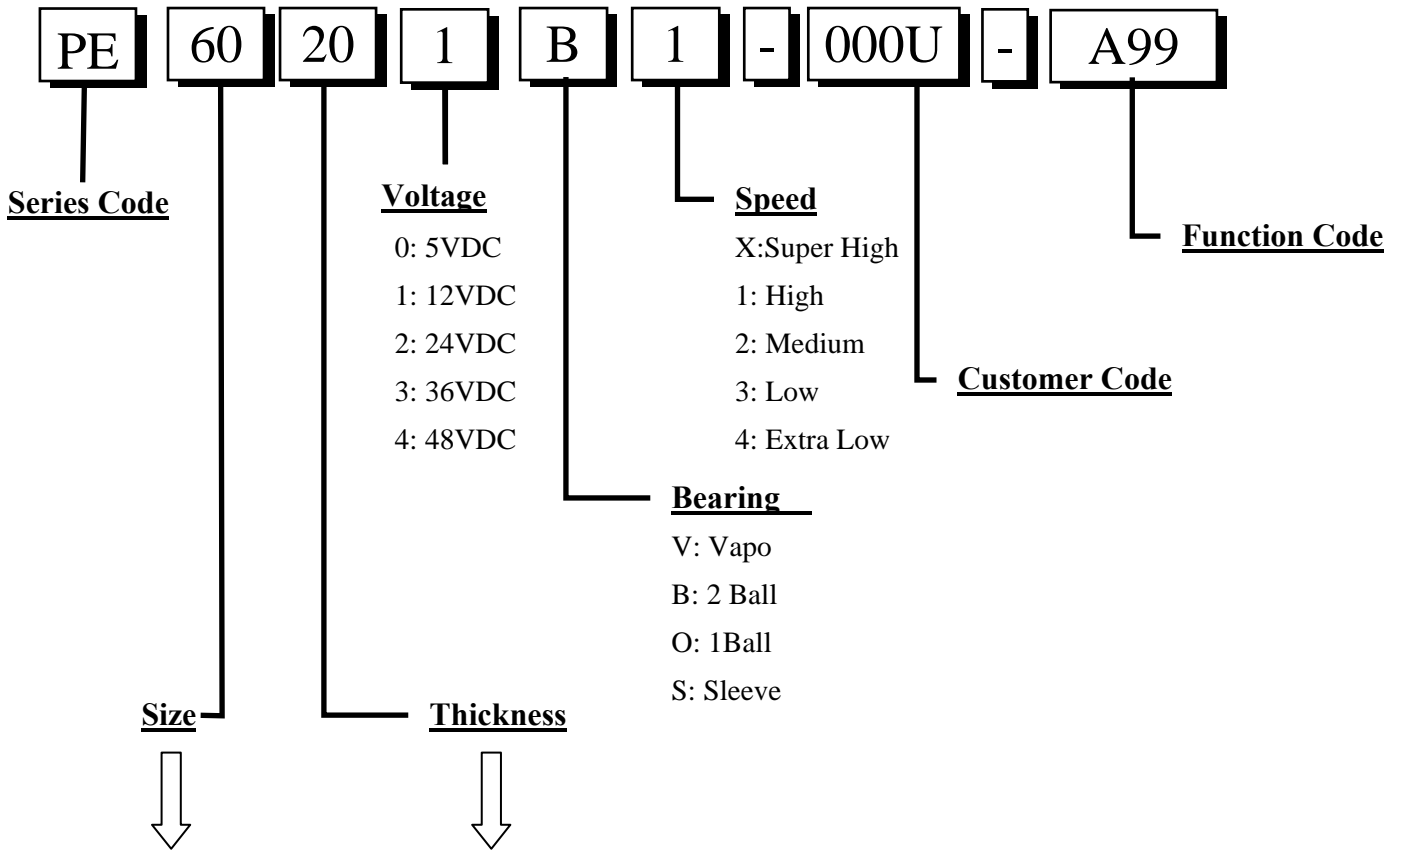 PE 60 20 1 B 1 - 000U - A99
Series Code
Voltage
0: 5VDC
1: 12VDC
2: 24VDC
3: 36VDC
4: 48VDC
Speed
X:Super High
1: High
2: Medium
3: Low
4: Extra Low
Function Code
Customer Code
Bearing
V: Vapo
B: 2 Ball
O: 1Ball
S: Sleeve
Size
Thickness